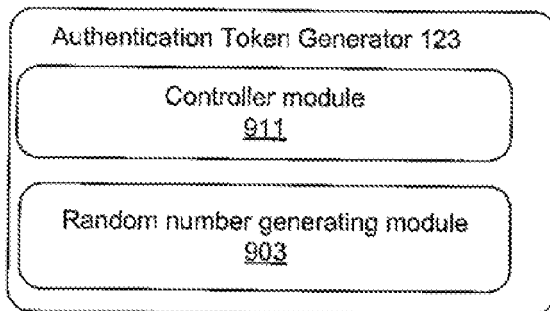 Authentication Token Generator 123
Controller module
911
Random number generating module
903